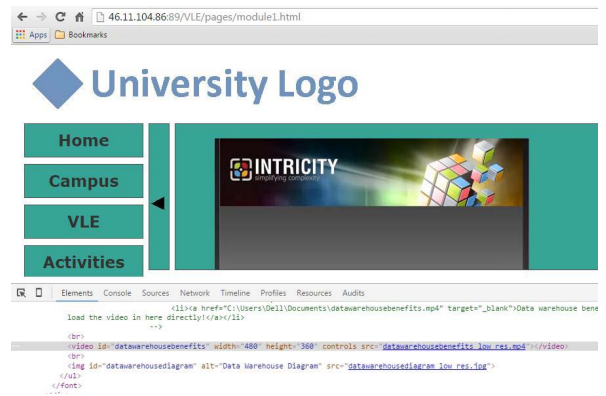 46.11.104.86:89/VLE/pages/module1.html
Apps Bookmarks
University Logo
Home
Campus
VLE
Activities
INTRICITY
simplifying complexity
Elements Console Sources Network Timeline Profiles Resources Audits
<li><a href="C:\Users\Dell\Documents\datawarehousebenefits.mp4" target="_blank">Data warehouse bene
load the video in here directly!</a></li>
-->
<br>
<video id="datawarehousebenefits" width="480" height="360" controls src="datawarehousebenefits low res.mp4"></video>
<br>
<img id="datawarehousediagram" alt="Data Warehouse Diagram" src="datawarehousediagram low res.jpg">
</ul>
</font>